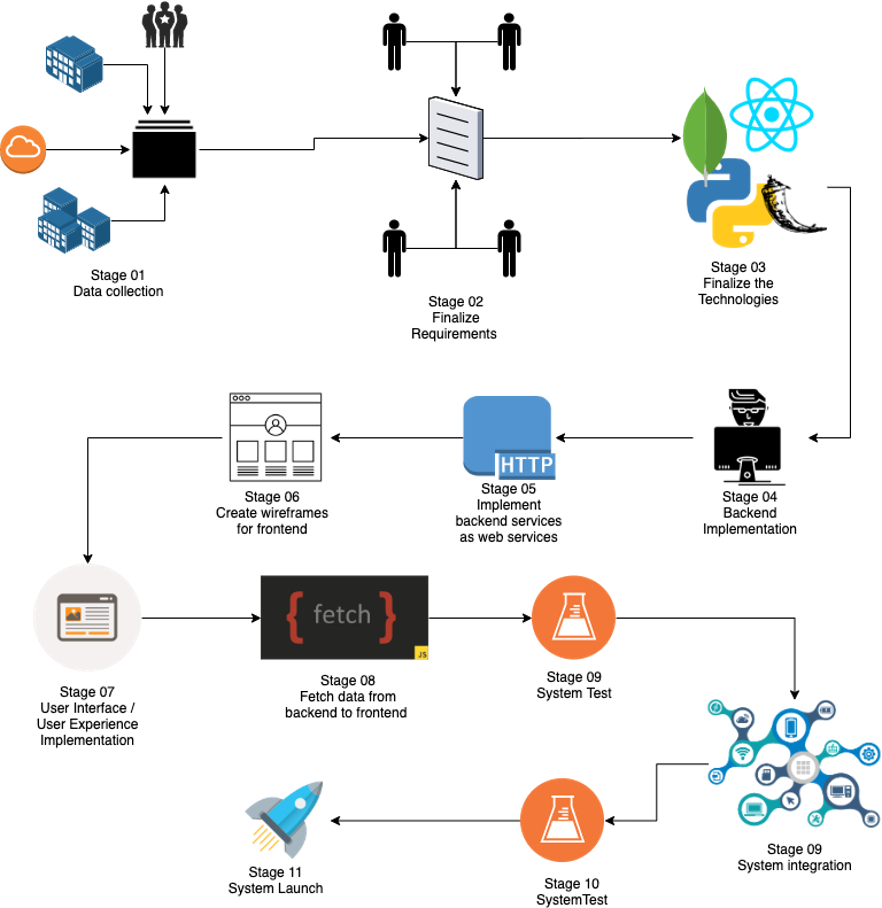 Stage 01
Data collection
Stage 02
Finalize
Requirements
Stage 03
Finalize the
Technologies
Stage 04
Backend
Implementation
HTTP
Stage 05
Implement
backend services
as web services
Stage 06
Create wireframes
for frontend
Stage 07
User Interface /
User Experience
Implementation
{ fetch }
JS
Stage 08
Fetch data from
backend to frontend
Stage 09
System Test
Stage 09
System integration
Stage 10
SystemTest
Stage 11
System Launch